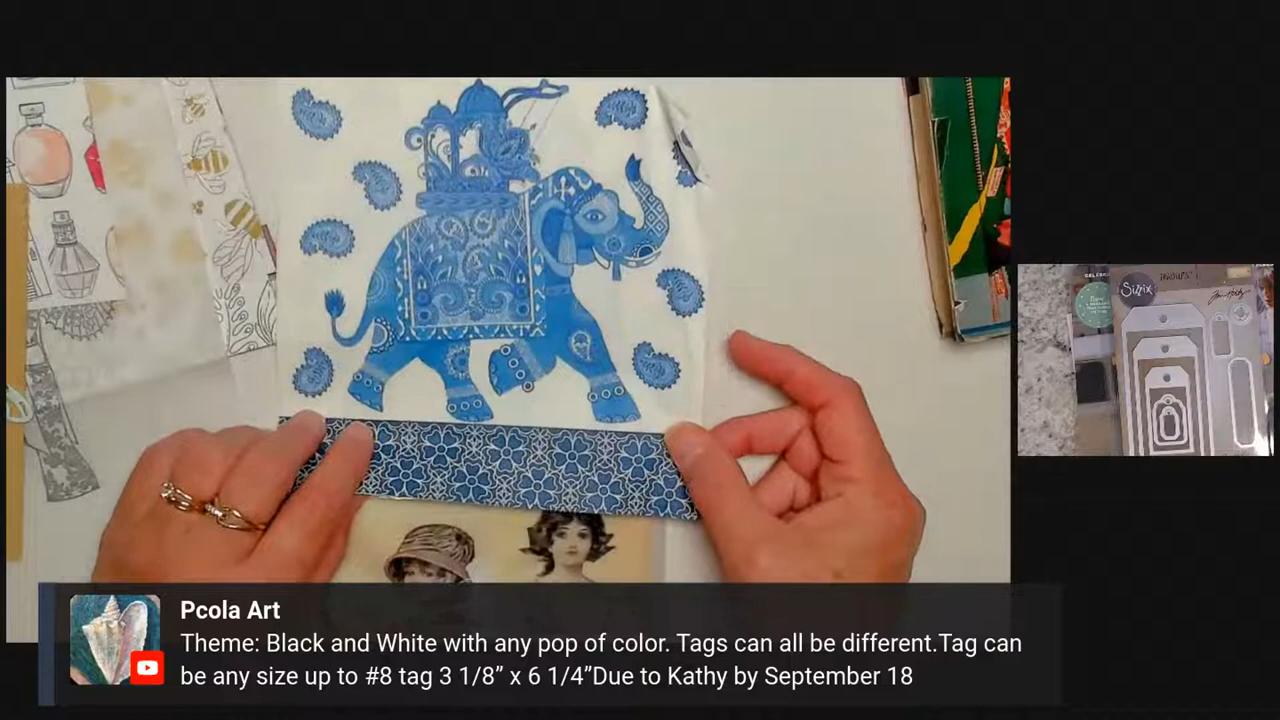 Sizzix
Pcola Art
Theme: Black and White with any pop of color. Tags can all be different.Tag can
be any size up to #8 tag 3 1/8” x 6 1/4”Due to Kathy by September 18